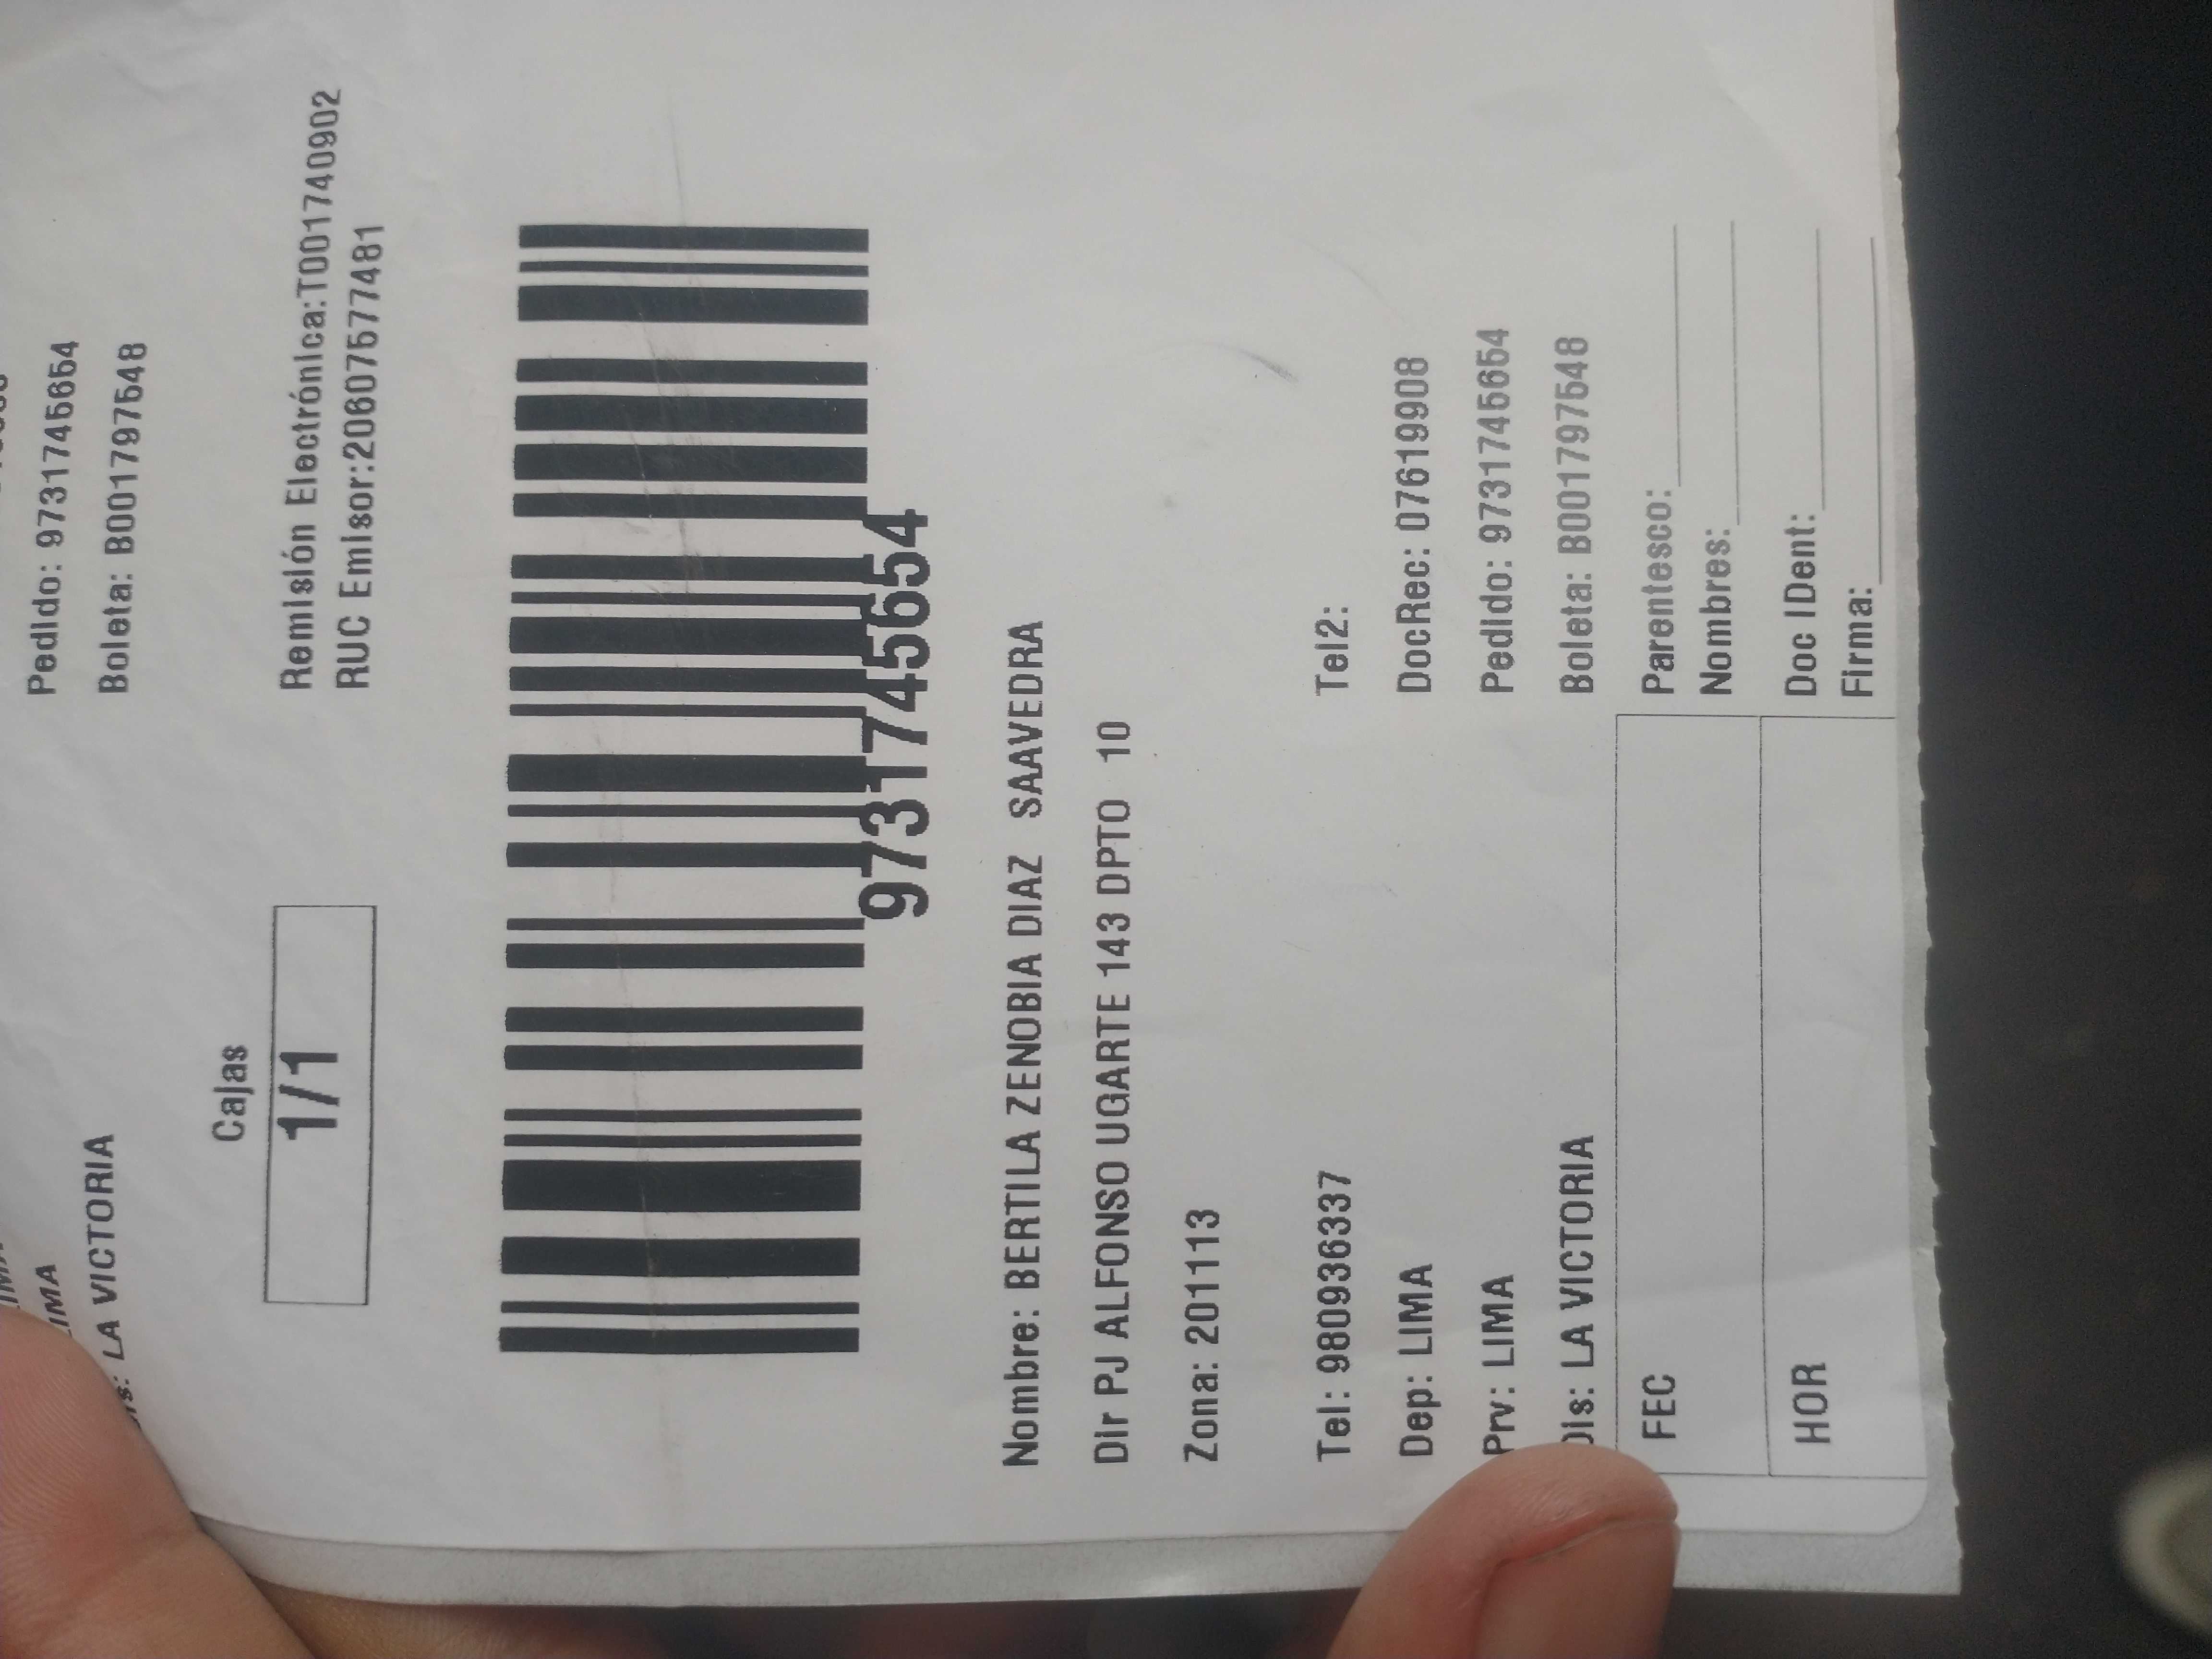 LA VICTORIA
Pedido: 9731745654
Boleta: B001797548
Cajas
1/1
Remisión Electrónica:T001740902
RUC Emisor:20607577481
9731745654
Nombre: BERTILA ZENOBIA DIAZ SAAVEDRA
Dir PJ ALFONSO UGARTE 143 DPTO 10
Zona: 201113
Tel: 980936337 Tel2:
Dep: LIMA DocRec: 07619908
Prv: LIMA Pedido: 9731745654
Dis: LA VICTORIA Boleta: B001797548
FEC Parentesco:
Nombres:
HOR Doc IDent:
Firma: